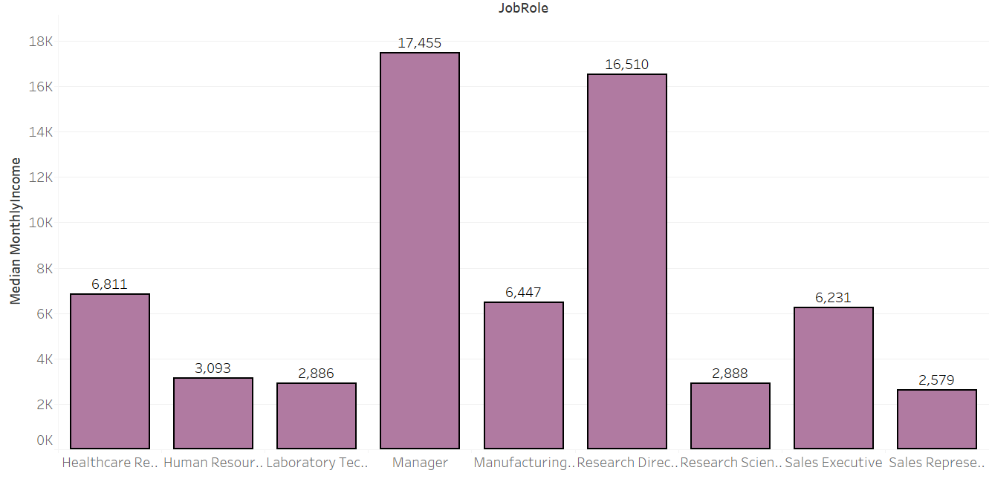 JobRole
Median MonthlyIncome
18K
16K
14K
12K
10K
8K
6K
4K
2K
0K
6,811
3,093
2,886
17,455
6,447
16,510
2,888
6,231
2,579
Healthcare Re..
Human Resour..
Laboratory Tec..
Manager
Manufacturing..
Research Direc..
Research Scien..
Sales Executive
Sales Represe..